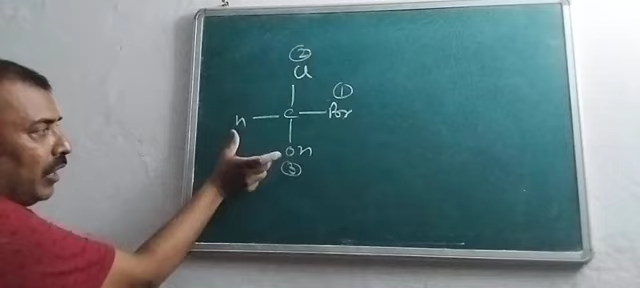 ②
Cl
①
H — C — Br
OH
③